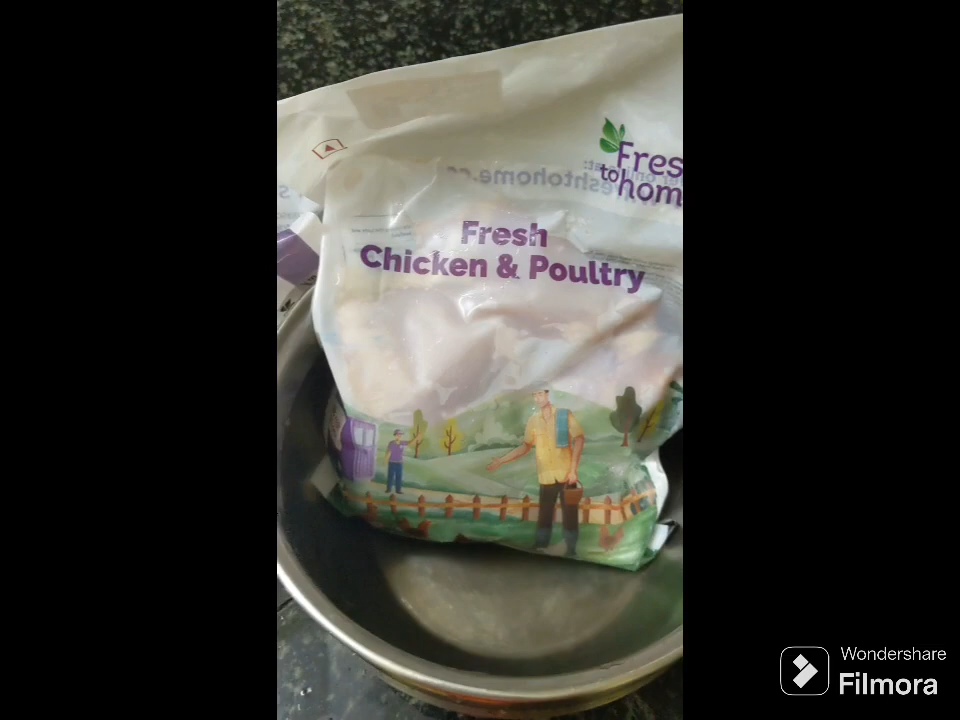 Fres
to hom
Fresh
Chicken & Poultry
Wondershare
Filmora